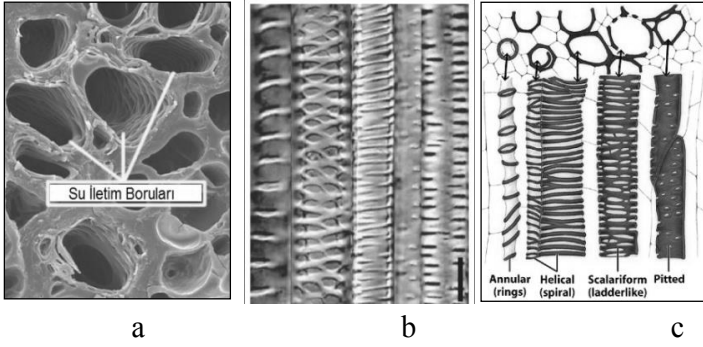 Su İletim Boruları
Annular
(rings)
Helical
(spiral)
Scalariform
(ladderlike)
Pitted
a
b
c